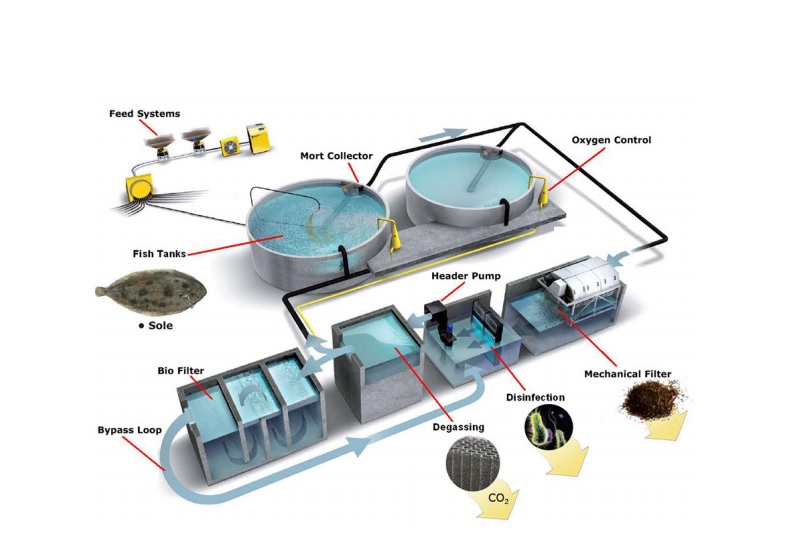 Feed Systems
Mort Collector
Oxygen Control
Fish Tanks
Header Pump
• Sole
Bio Filter
Mechanical Filter
Disinfection
Bypass Loop
Degassing
CO₂